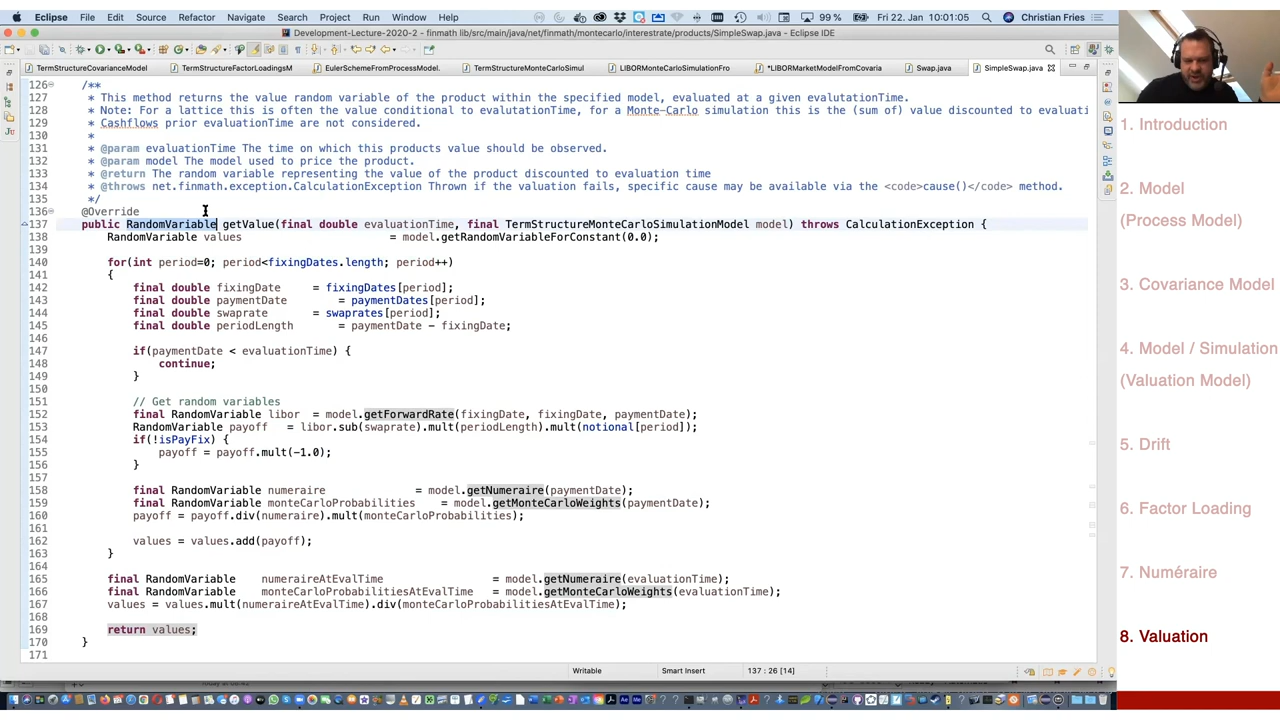 Eclipse File Edit Source Refactor Navigate Search Project Run Window Help 99 % Fri 22. Jan 10:01:05 Christian Fries
Development-Lecture-2020-2 - finmath lib/src/main/java/net/finmath/montecarlo/interestrate/products/SimpleSwap.java - Eclipse IDE
TermStructureCovarianceModel TermStructureFactorLoadingsM EulerSchemeFromProcessModel. TermStructureMonteCarloSimul LIBORMonteCarloSimulationFro *LIBORMarketModelFromCovaria Swap.java SimpleSwap.java
126 /**
127 * This method returns the value random variable of the product within the specified model, evaluated at a given evalutationTime.
128 * Note: For a lattice this is often the value conditional to evalutationTime, for a Monte-Carlo simulation this is the (sum of) value discounted to evaluati
129 * Cashflows prior evaluationTime are not considered.
130 *
131 * @param evaluationTime The time on which this products value should be observed.
132 * @param model The model used to price the product.
133 * @return The random variable representing the value of the product discounted to evaluation time
134 * @throws net.finmath.exception.CalculationException Thrown if the valuation fails, specific cause may be available via the <code>cause()</code> method.
135 */
136 @Override
137 public RandomVariable getValue(final double evaluationTime, final TermStructureMonteCarloSimulationModel model) throws CalculationException {
138 RandomVariable values = model.getRandomVariableForConstant(0.0);
139
140 for(int period=0; period<fixingDates.length; period++)
141 {
142 final double fixingDate = fixingDates[period];
143 final double paymentDate = paymentDates[period];
144 final double swaprate = swaprates[period];
145 final double periodLength = paymentDate - fixingDate;
146
147 if(paymentDate < evaluationTime) {
148 continue;
149 }
150
151 // Get random variables
152 final RandomVariable libor = model.getForwardRate(fixingDate, fixingDate, paymentDate);
153 RandomVariable payoff = libor.sub(swaprate).mult(periodLength).mult(notional[period]);
154 if(!isPayFix) {
155 payoff = payoff.mult(-1.0);
156 }
157
158 final RandomVariable numeraire = model.getNumeraire(paymentDate);
159 final RandomVariable monteCarloProbabilities = model.getMonteCarloWeights(paymentDate);
160 payoff = payoff.div(numeraire).mult(monteCarloProbabilities);
161
162 values = values.add(payoff);
163 }
164
165 final RandomVariable numeraireAtEvalTime = model.getNumeraire(evaluationTime);
166 final RandomVariable monteCarloProbabilitiesAtEvalTime = model.getMonteCarloWeights(evaluationTime);
167 values = values.mult(numeraireAtEvalTime).div(monteCarloProbabilitiesAtEvalTime);
168
169 return values;
170 }
171
Writable Smart Insert 137 : 26 [14]
1. Introduction
2. Model
(Process Model)
3. Covariance Model
4. Model / Simulation
(Valuation Model)
5. Drift
6. Factor Loading
7. Numéraire
8. Valuation